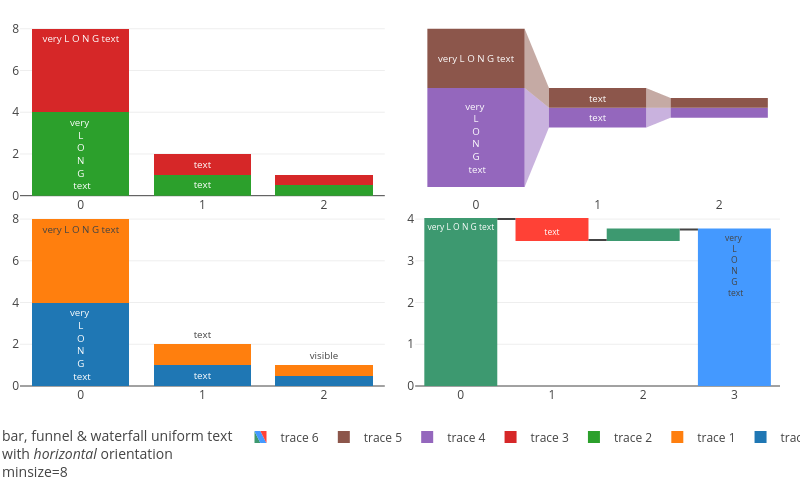 8
6
4
2
0
very L O N G text
very
L
O
N
G
text
text
text
0
1
2
very L O N G text
very
L
O
N
G
text
text
text
0
1
2
8
6
4
2
0
very L O N G text
very
L
O
N
G
text
text
text
visible
0
1
2
4
3
2
1
0
very L O N G text
text
very
L
O
N
G
text
0
1
2
3
bar, funnel & waterfall uniform text
with horizontal orientation
minsize=8
trace 6
trace 5
trace 4
trace 3
trace 2
trace 1